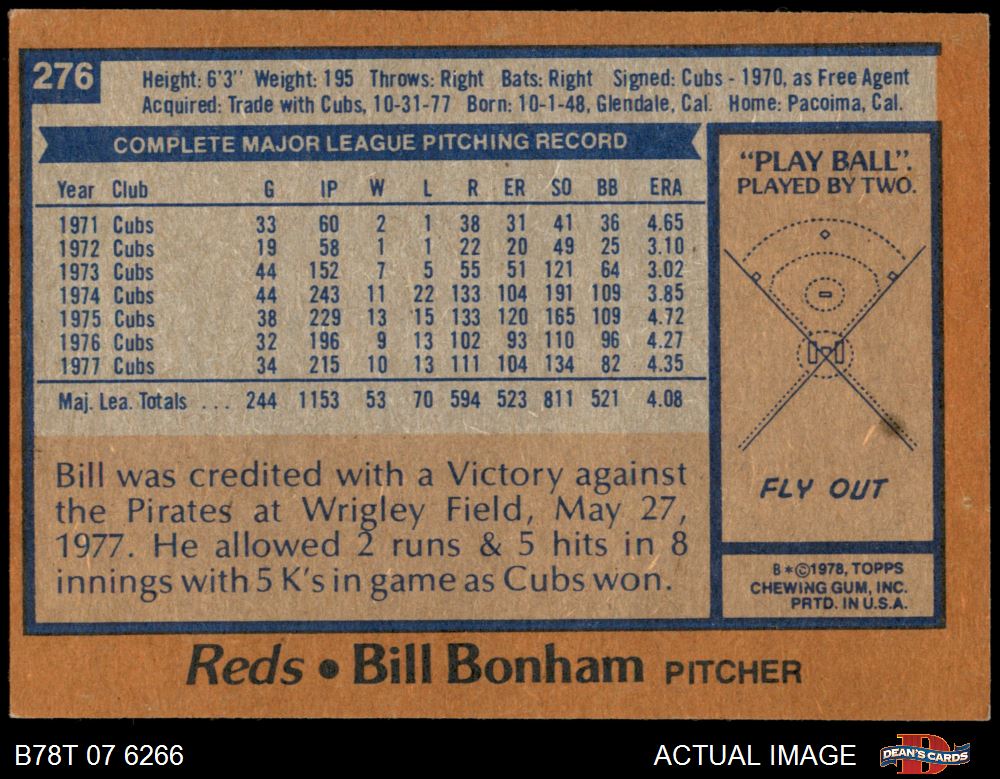 276
Height: 6'3" Weight: 195 Throws: Right Bats: Right Signed: Cubs - 1970, as Free Agent
Acquired: Trade with Cubs, 10-31-77 Born: 10-1-48, Glendale, Cal. Home: Pacoima, Cal.
COMPLETE MAJOR LEAGUE PITCHING RECORD
Year Club G IP W L R ER SO BB ERA
1971 Cubs 33 60 2 1 38 31 41 36 4.65
1972 Cubs 19 58 1 1 22 20 49 25 3.10
1973 Cubs 44 152 7 5 55 51 121 64 3.02
1974 Cubs 44 243 11 22 133 104 191 109 3.85
1975 Cubs 38 229 13 15 133 120 165 109 4.72
1976 Cubs 32 196 9 13 102 93 110 96 4.27
1977 Cubs 34 215 10 13 111 104 134 82 4.35
Maj. Lea. Totals ... 244 1153 53 70 594 523 811 521 4.08
Bill was credited with a Victory against
the Pirates at Wrigley Field, May 27,
1977. He allowed 2 runs & 5 hits in 8
innings with 5 K's in game as Cubs won.
"PLAY BALL".
PLAYED BY TWO.
FLY OUT
B*©1978, TOPPS
CHEWING GUM, INC.
PRTD. IN U.S.A.
Reds • Bill Bonham PITCHER
B78T 07 6266
ACTUAL IMAGE
DEAN'S CARDS